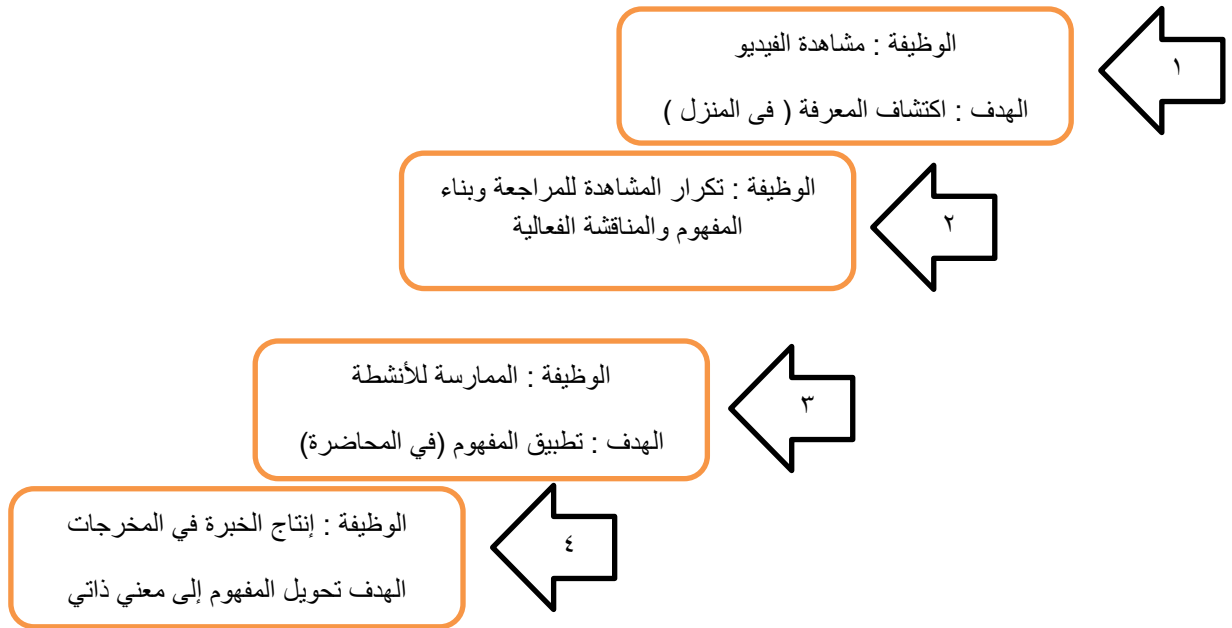 ١
الوظيفة : مشاهدة الفيديو
الهدف : اكتشاف المعرفة ( فى المنزل )
٢
الوظيفة : تكرار المشاهدة للمراجعة وبناء
المفهوم والمناقشة الفعالية
٣
الوظيفة : الممارسة للأنشطة
الهدف : تطبيق المفهوم (في المحاضرة)
٤
الوظيفة : إنتاج الخبرة في المخرجات
الهدف تحويل المفهوم إلى معني ذاتي